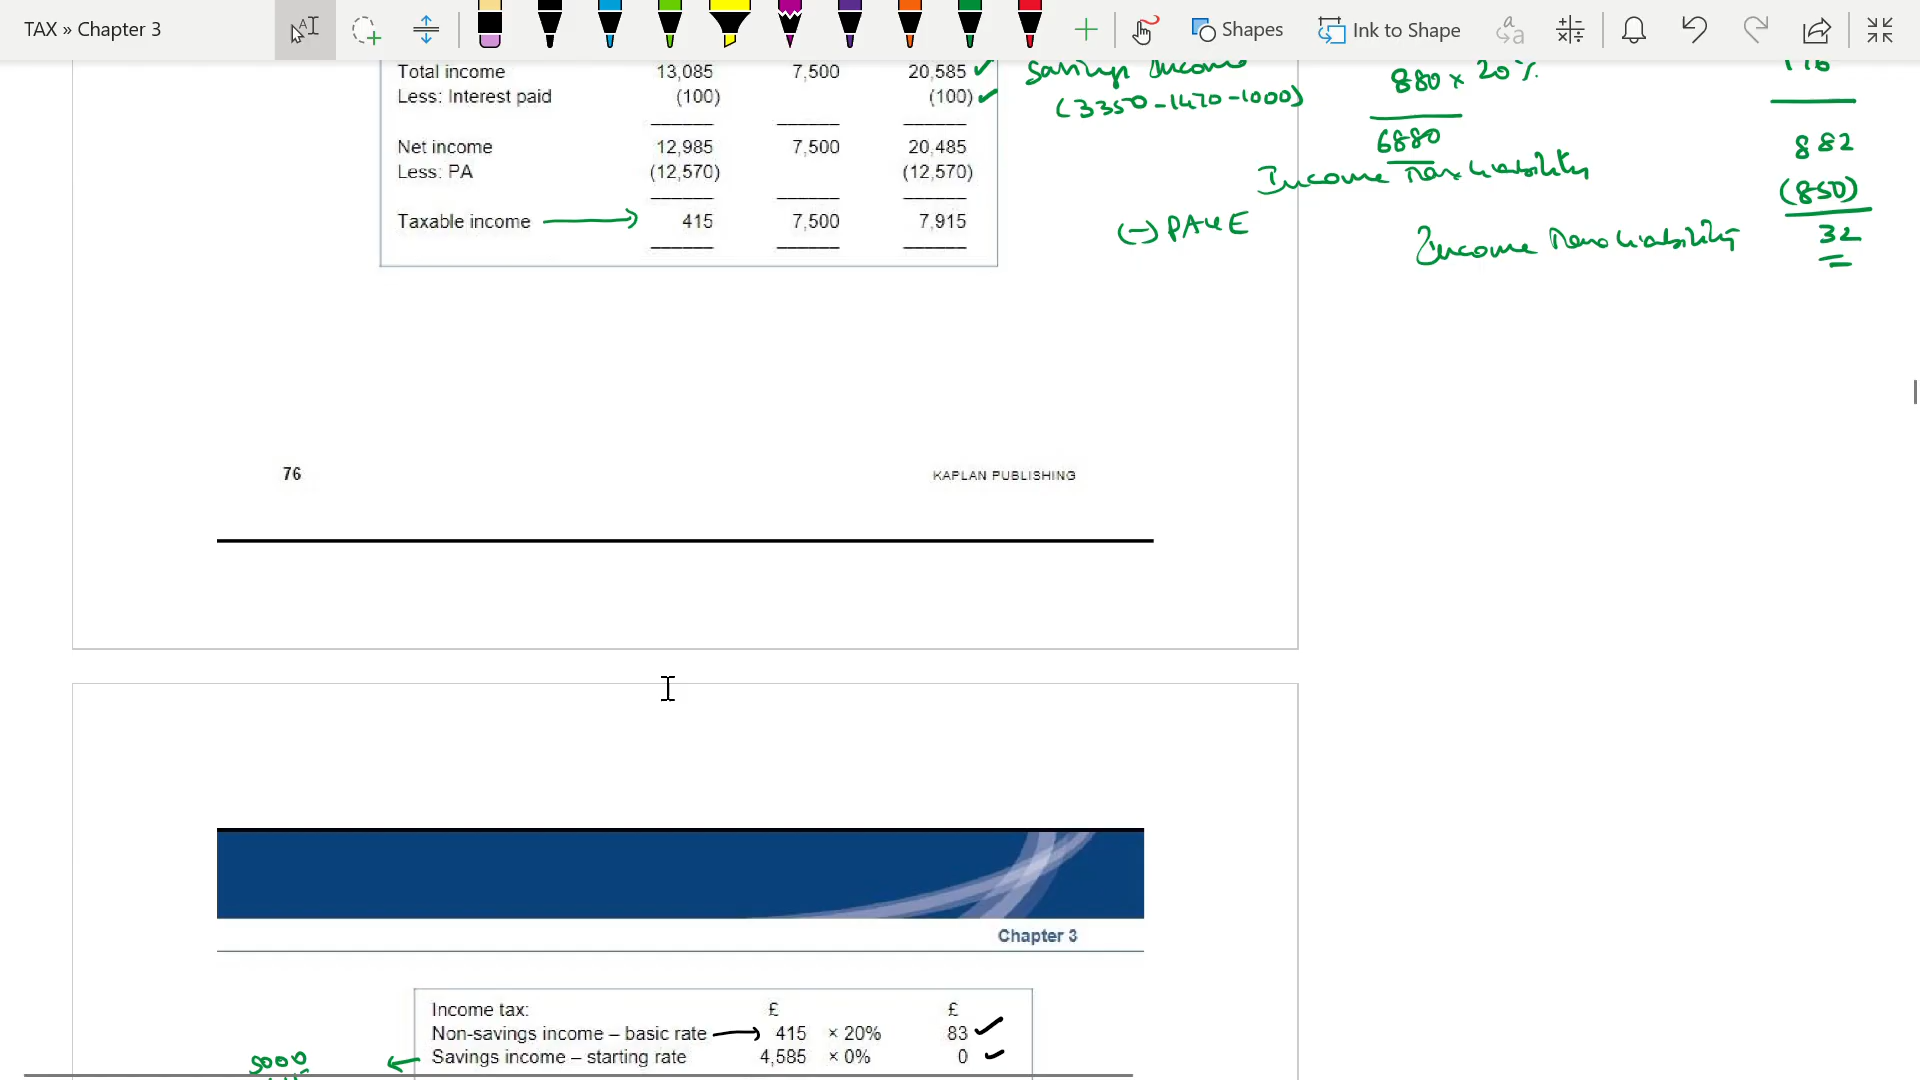 TAX » Chapter 3
Shapes
Ink to Shape
Total income 13,085 7,500 20,585
Less: Interest paid (100) (100)
Net income 12,985 7,500 20,485
Less: PA (12,570) (12,570)
Taxable income 415 7,500 7,915
Savings Income
(3350-1470-1000)
880 x 20%
6880
882
Income Tax Liability
(850)
(-) PAYE
Income Tax Liability
32
76
KAPLAN PUBLISHING
Chapter 3
Income tax: £ £
Non-savings income – basic rate 415 × 20% 83
5000
Savings income – starting rate 4,585 × 0% 0